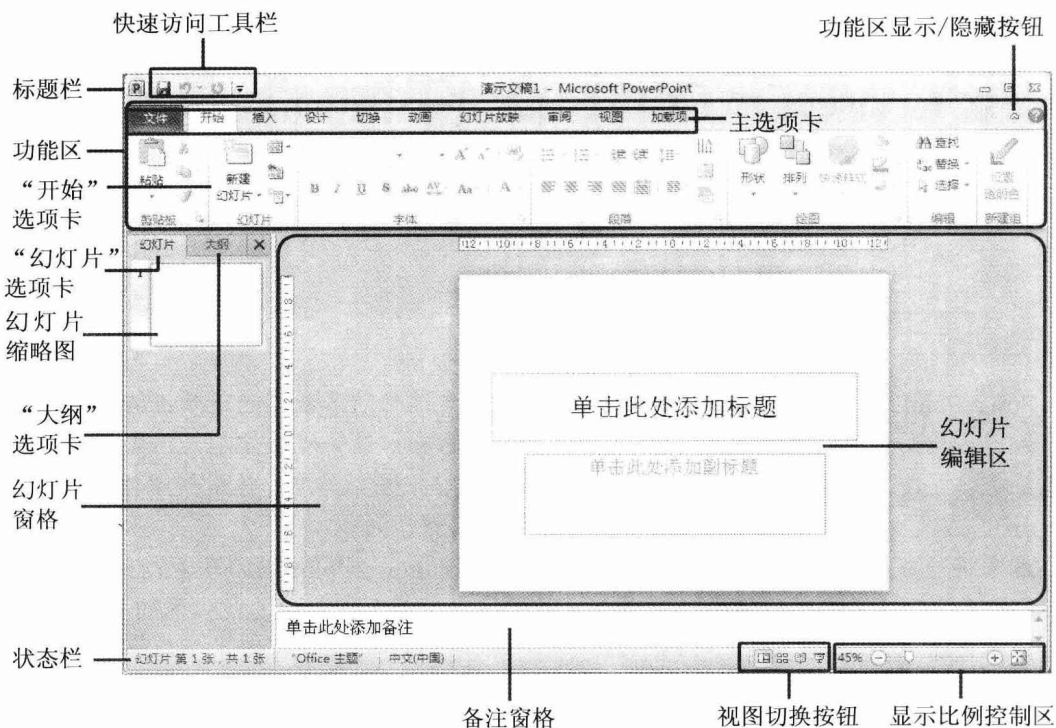 快速访问工具栏
功能区显示/隐藏按钮
标题栏
演示文稿1 - Microsoft PowerPoint
文件 开始 插入 设计 切换 动画 幻灯片放映 审阅 视图 加载项
主选项卡
功能区
“开始”
选项卡
粘贴
新建
幻灯片
形状 排列 快速样式
查找
替换
选择
剪贴板 幻灯片 字体 段落 绘图 编辑 新建组
幻灯片 大纲
“幻灯片”
选项卡
幻灯片
缩略图
1
单击此处添加标题
单击此处添加副标题
“大纲”
选项卡
幻灯片
编辑区
幻灯片
窗格
单击此处添加备注
状态栏
幻灯片 第 1 张，共 1 张 "Office 主题" 中文(中国) 45%
备注窗格
视图切换按钮
显示比例控制区